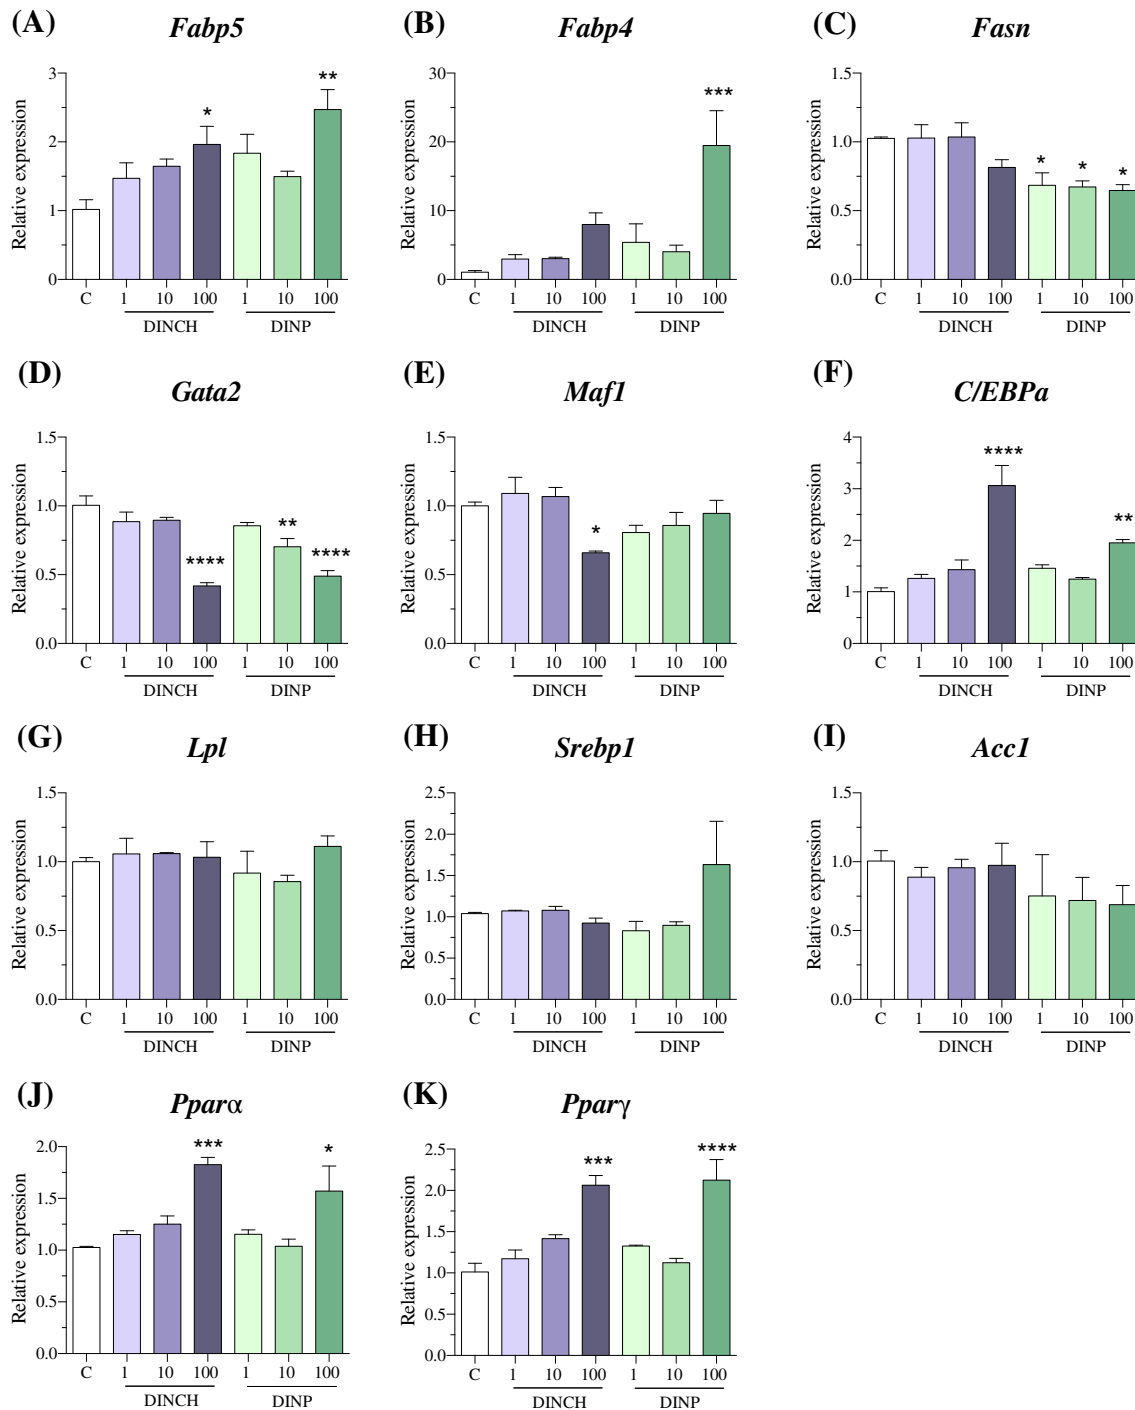 (A) Fabp5
Relative expression
3
2
1
0
**
*
C 1 10 100 1 10 100
DINCH DINP
(B) Fabp4
Relative expression
30
20
10
0
***
C 1 10 100 1 10 100
DINCH DINP
(C) Fasn
Relative expression
1.5
1.0
0.5
0.0
* * *
C 1 10 100 1 10 100
DINCH DINP
(D) Gata2
Relative expression
1.5
1.0
0.5
0.0
**
**** ****
C 1 10 100 1 10 100
DINCH DINP
(E) Maf1
Relative expression
1.5
1.0
0.5
0.0
*
C 1 10 100 1 10 100
DINCH DINP
(F) C/EBPa
Relative expression
4
3
2
1
0
****
**
C 1 10 100 1 10 100
DINCH DINP
(G) Lpl
Relative expression
1.5
1.0
0.5
0.0
C 1 10 100 1 10 100
DINCH DINP
(H) Srebp1
Relative expression
2.5
2.0
1.5
1.0
0.5
0.0
C 1 10 100 1 10 100
DINCH DINP
(I) Acc1
Relative expression
1.5
1.0
0.5
0.0
C 1 10 100 1 10 100
DINCH DINP
(J) Pparα
Relative expression
2.0
1.5
1.0
0.5
0.0
*** *
C 1 10 100 1 10 100
DINCH DINP
(K) Pparγ
Relative expression
2.5
2.0
1.5
1.0
0.5
0.0
*** ****
C 1 10 100 1 10 100
DINCH DINP